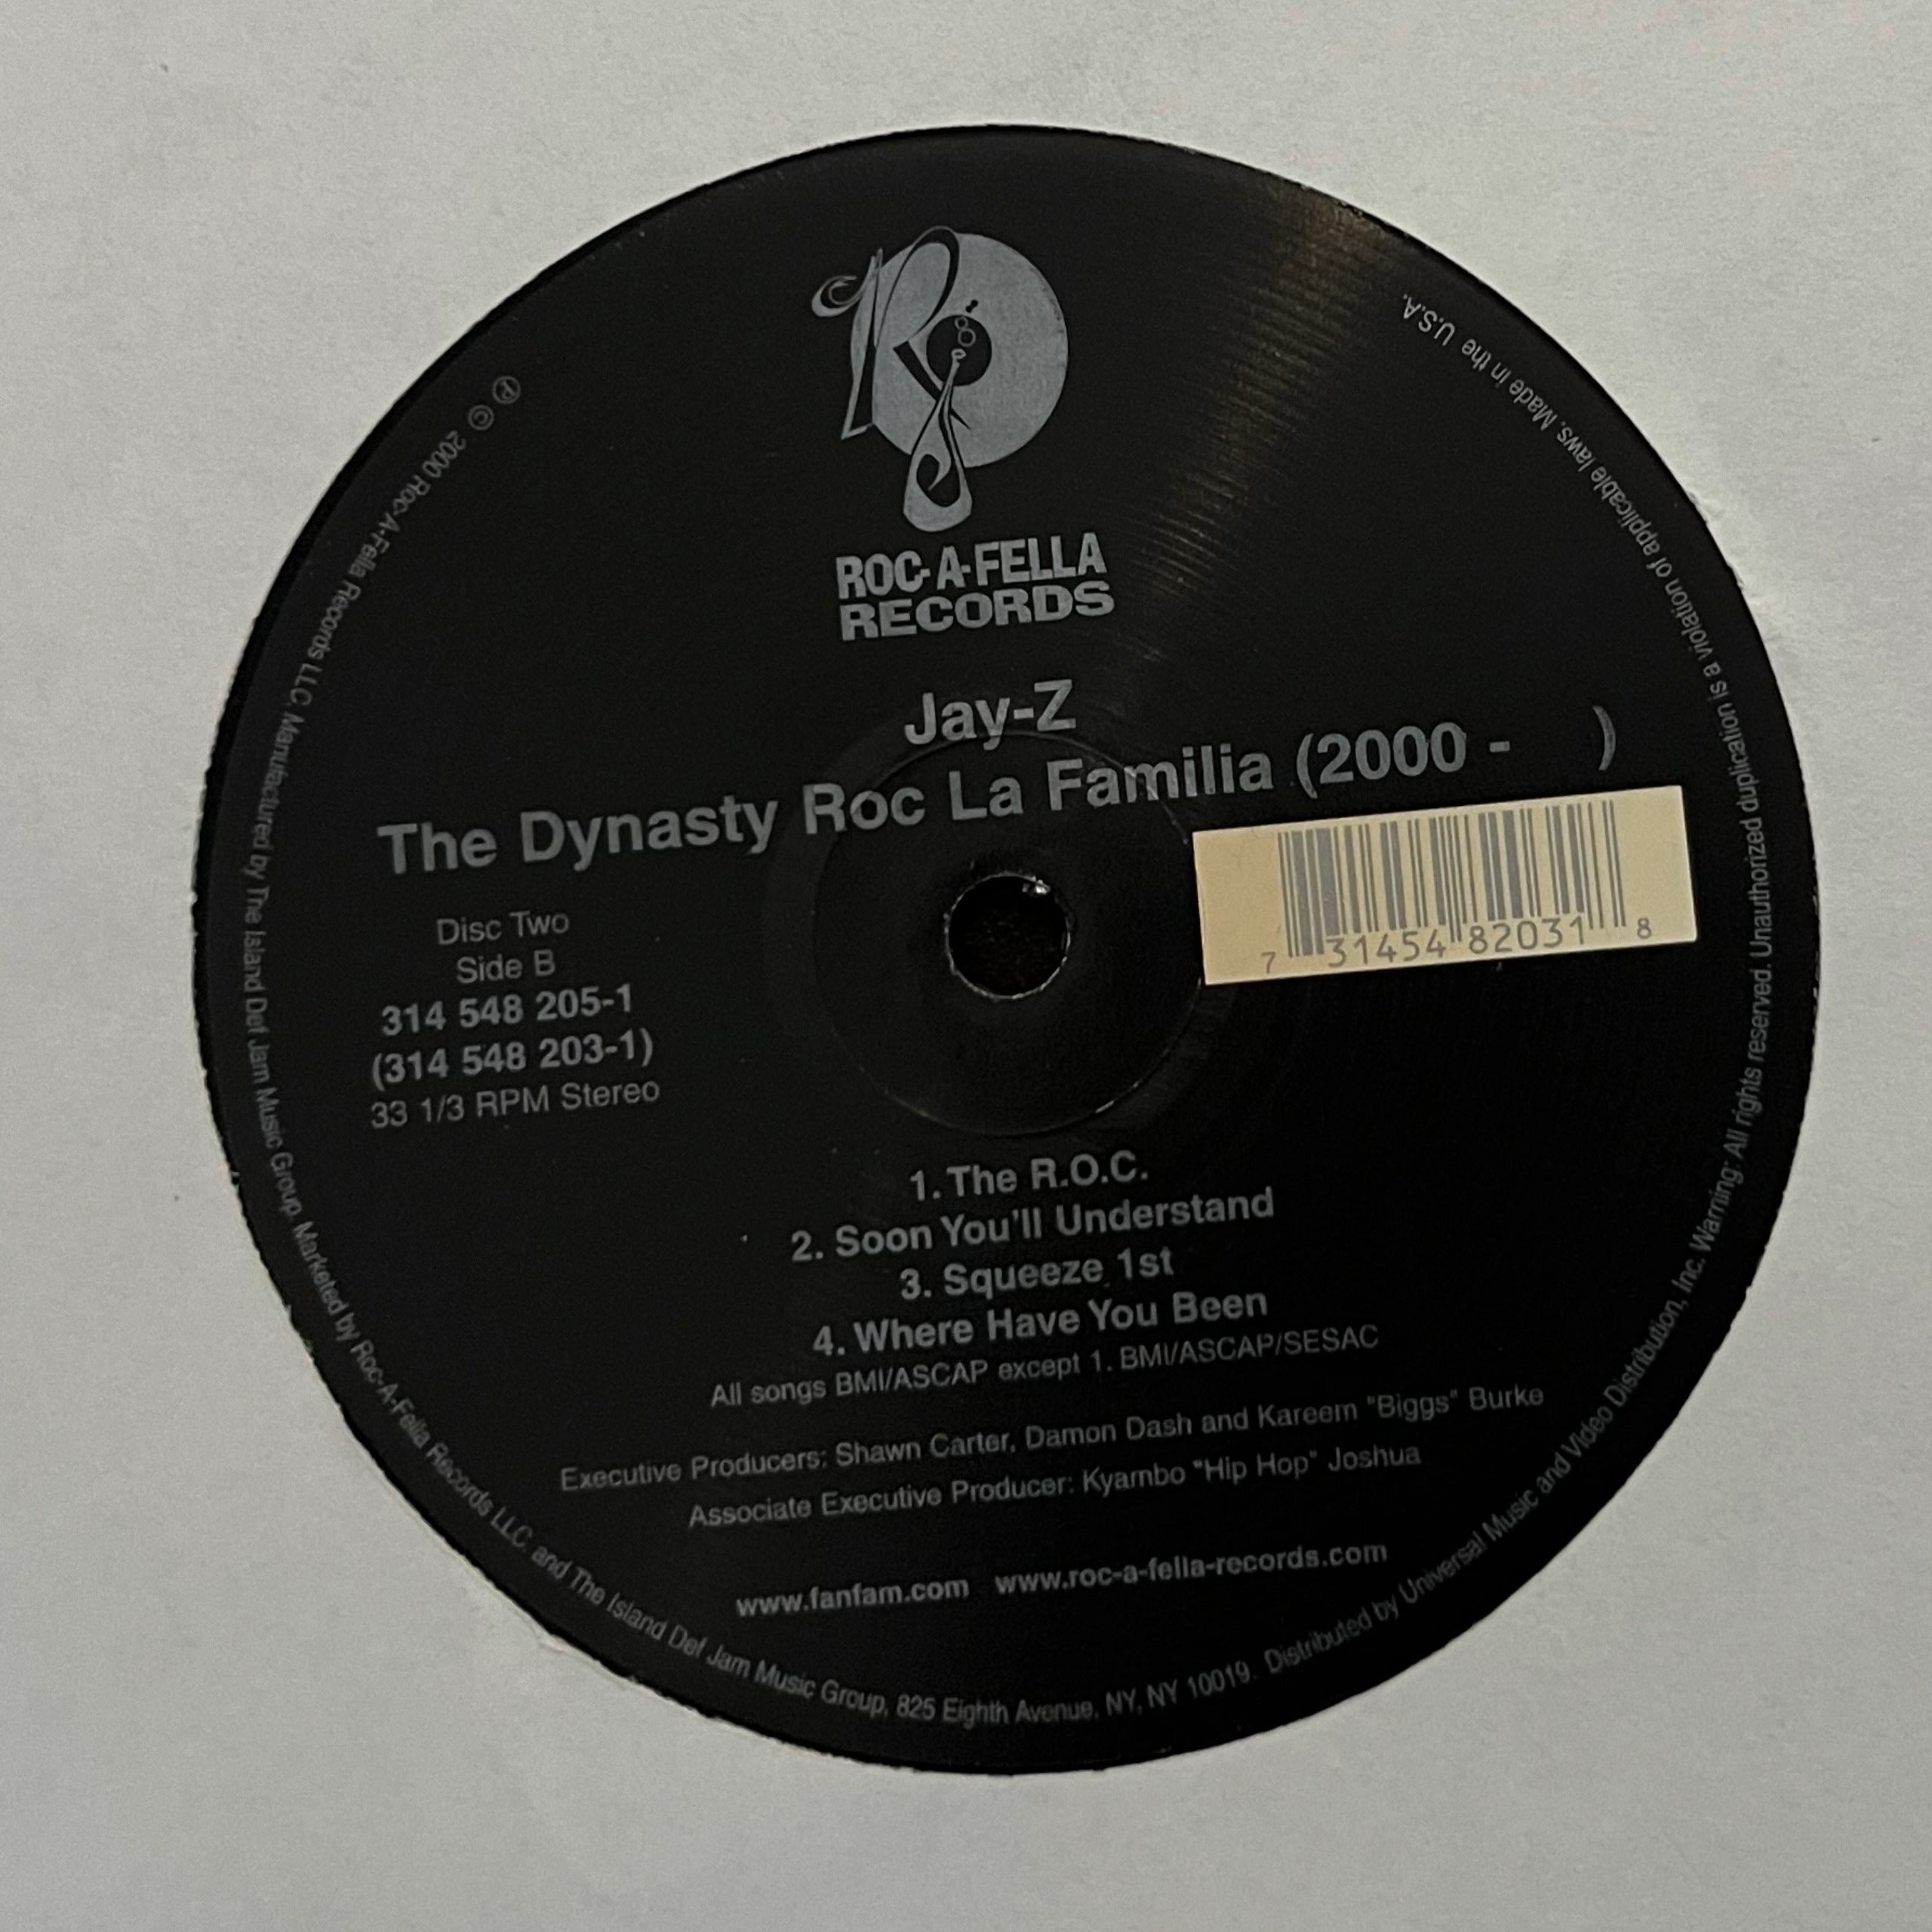 ROC-A-FELLA
RECORDS
Jay-Z
The Dynasty Roc La Familia (2000 -      )
Disc Two
Side B
314 548 205-1
(314 548 203-1)
33 1/3 RPM Stereo
7 31454 82031 8
1. The R.O.C.
2. Soon You'll Understand
3. Squeeze 1st
4. Where Have You Been
All songs BMI/ASCAP except 1. BMI/ASCAP/SESAC
Executive Producers: Shawn Carter, Damon Dash and Kareem "Biggs" Burke
Associate Executive Producer: Kyambo "Hip Hop" Joshua
www.fanfam.com   www.roc-a-fella-records.com
℗ © 2000 Roc-A-Fella Records LLC. Manufactured by The Island Def Jam Music Group. Marketed by Roc-A-Fella Records LLC. and The Island Def Jam Music Group, 825 Eighth Avenue, NY, NY 10019. Distributed by Universal Music and Video Distribution, Inc. Warning: All rights reserved. Unauthorized duplication is a violation of applicable laws. Made in the U.S.A.